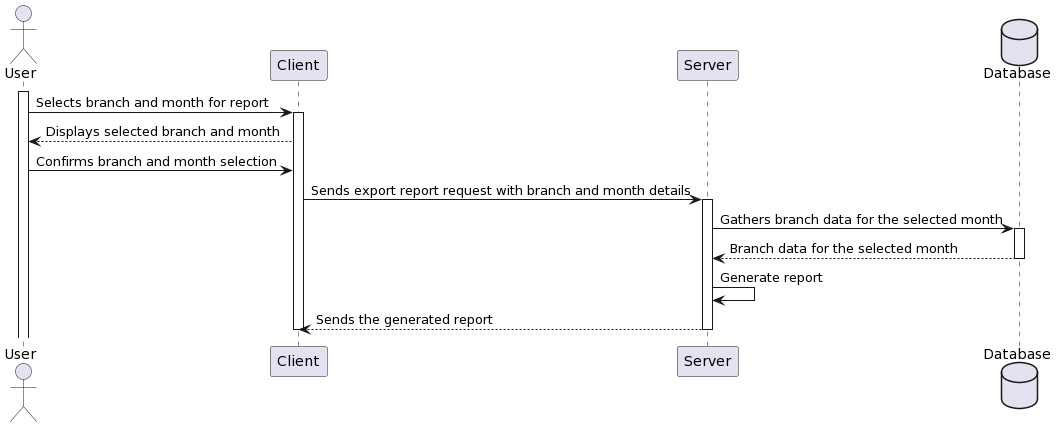 User
Client
Server
Database
Selects branch and month for report
Displays selected branch and month
Confirms branch and month selection
Sends export report request with branch and month details
Gathers branch data for the selected month
Branch data for the selected month
Generate report
Sends the generated report
User
Client
Server
Database